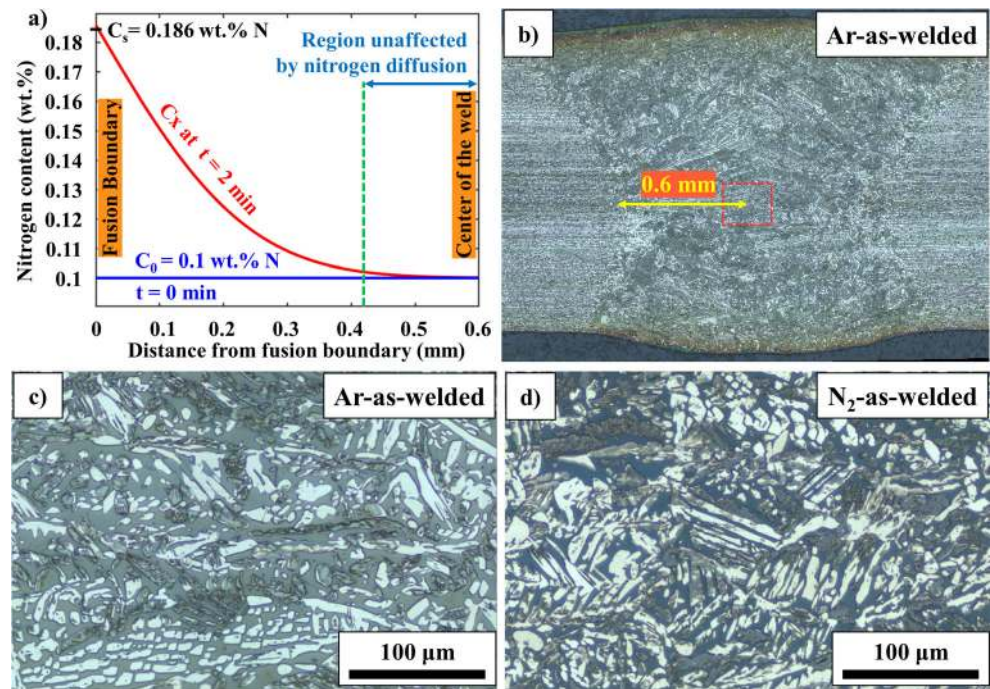 a)
C_s = 0.186 wt.% N
Region unaffected
by nitrogen diffusion
C_X at t = 2 min
Fusion Boundary
Center of the weld
C_0 = 0.1 wt.% N
t = 0 min
Nitrogen content (wt.%)
0.18
0.17
0.16
0.15
0.14
0.13
0.12
0.11
0.1
0 0.1 0.2 0.3 0.4 0.5 0.6
Distance from fusion boundary (mm)
b) Ar-as-welded
0.6 mm
c) Ar-as-welded
100 μm
d) N₂-as-welded
100 μm